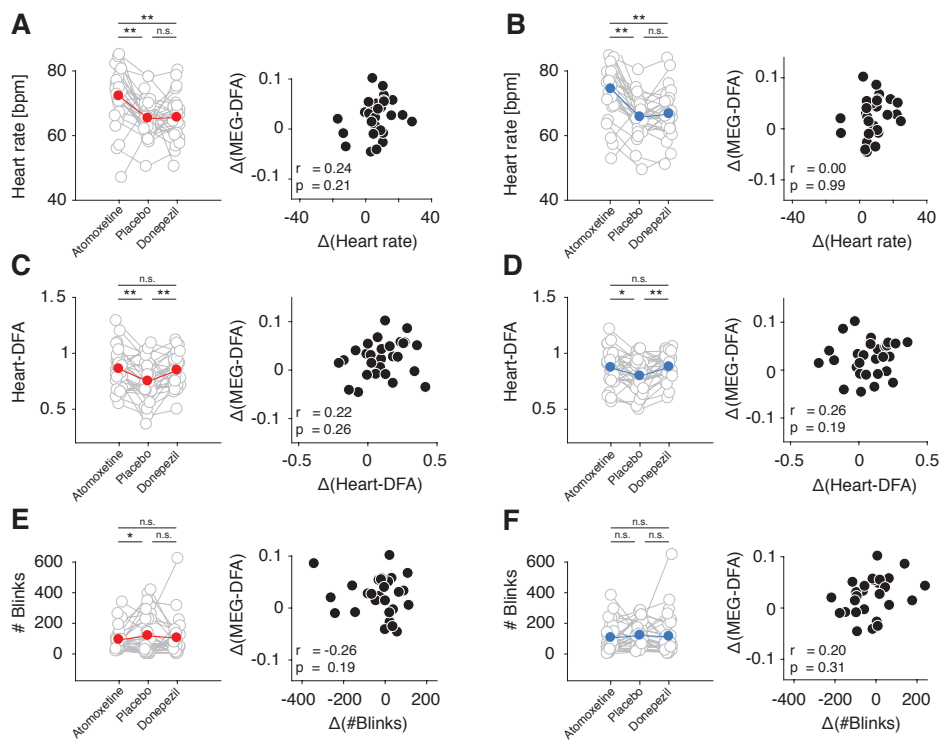 A
**
**
n.s.
Heart rate [bpm]
80
60
40
Atomoxetine
Placebo
Donepezil
Δ(MEG-DFA)
0.1
0
-0.1
r = 0.24
p = 0.21
-40
0
40
Δ(Heart rate)
B
**
**
n.s.
Heart rate [bpm]
80
60
40
Atomoxetine
Placebo
Donepezil
Δ(MEG-DFA)
0.1
0
-0.1
r = 0.00
p = 0.99
-40
0
40
Δ(Heart rate)
C
n.s.
**
**
Heart-DFA
1.5
1
0.5
Atomoxetine
Placebo
Donepezil
Δ(MEG-DFA)
0.1
0
-0.1
r = 0.22
p = 0.26
-0.5
0
0.5
Δ(Heart-DFA)
D
n.s.
*
**
Heart-DFA
1.5
1
0.5
Atomoxetine
Placebo
Donepezil
Δ(MEG-DFA)
0.1
0
-0.1
r = 0.26
p = 0.19
-0.5
0
0.5
Δ(Heart-DFA)
E
n.s.
*
n.s.
# Blinks
600
400
200
0
Atomoxetine
Placebo
Donepezil
Δ(MEG-DFA)
0.1
0
-0.1
r = -0.26
p = 0.19
-400
-200
0
200
Δ(#Blinks)
F
n.s.
n.s.
n.s.
# Blinks
600
400
200
0
Atomoxetine
Placebo
Donepezil
Δ(MEG-DFA)
0.1
0
-0.1
r = 0.20
p = 0.31
-400
-200
0
200
Δ(#Blinks)